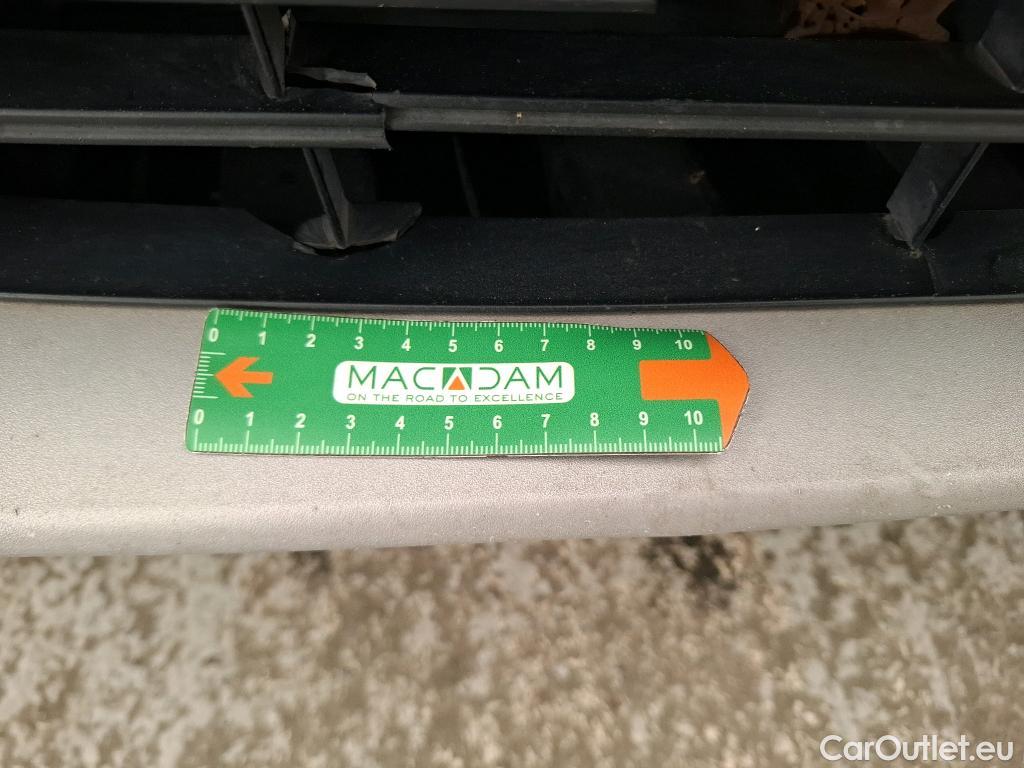 0 1 2 3 4 5 6 7 8 9 10
MACADAM
ON THE ROAD TO EXCELLENCE
0 1 2 3 4 5 6 7 8 9 10
CarOutlet.eu